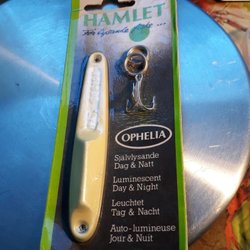 HAMLET
OPHELIA
Självlysande
Dag & Natt
Luminescent
Day & Night
Leuchtet
Tag & Nacht
Auto-lumineuse
Jour & Nuit